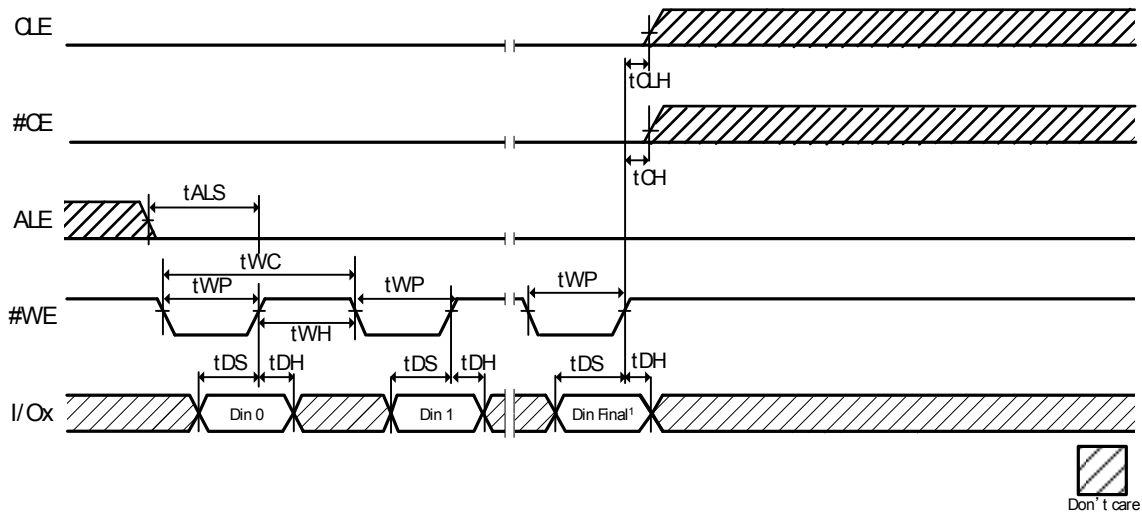 CLE
tCLH
#CE
tCH
tALS
ALE
tWC
tWP
tWP
tWP
#WE
tWH
tDS
tDH
tDS
tDH
tDS
tDH
I/Ox
Din 0
Din 1
Din Final¹
Don't care